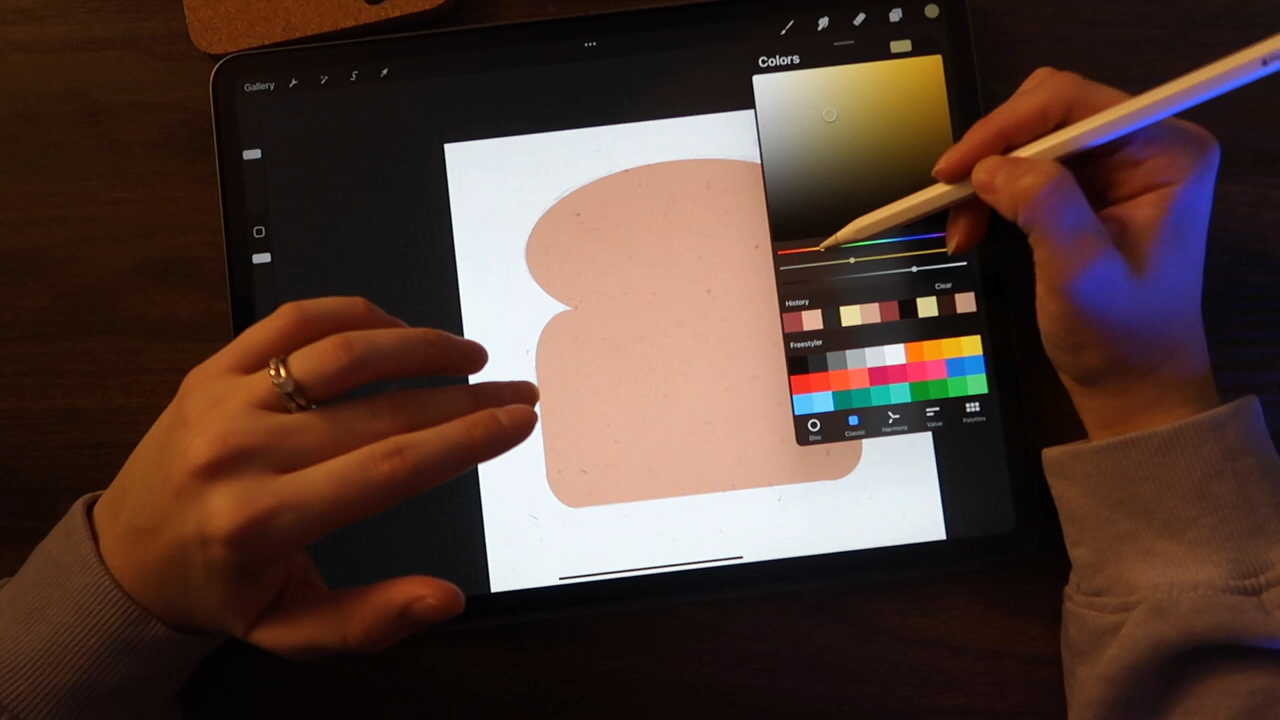 Gallery
Colors
Clear
History
Freestyler
Disc
Classic
Harmony
Value
Palettes